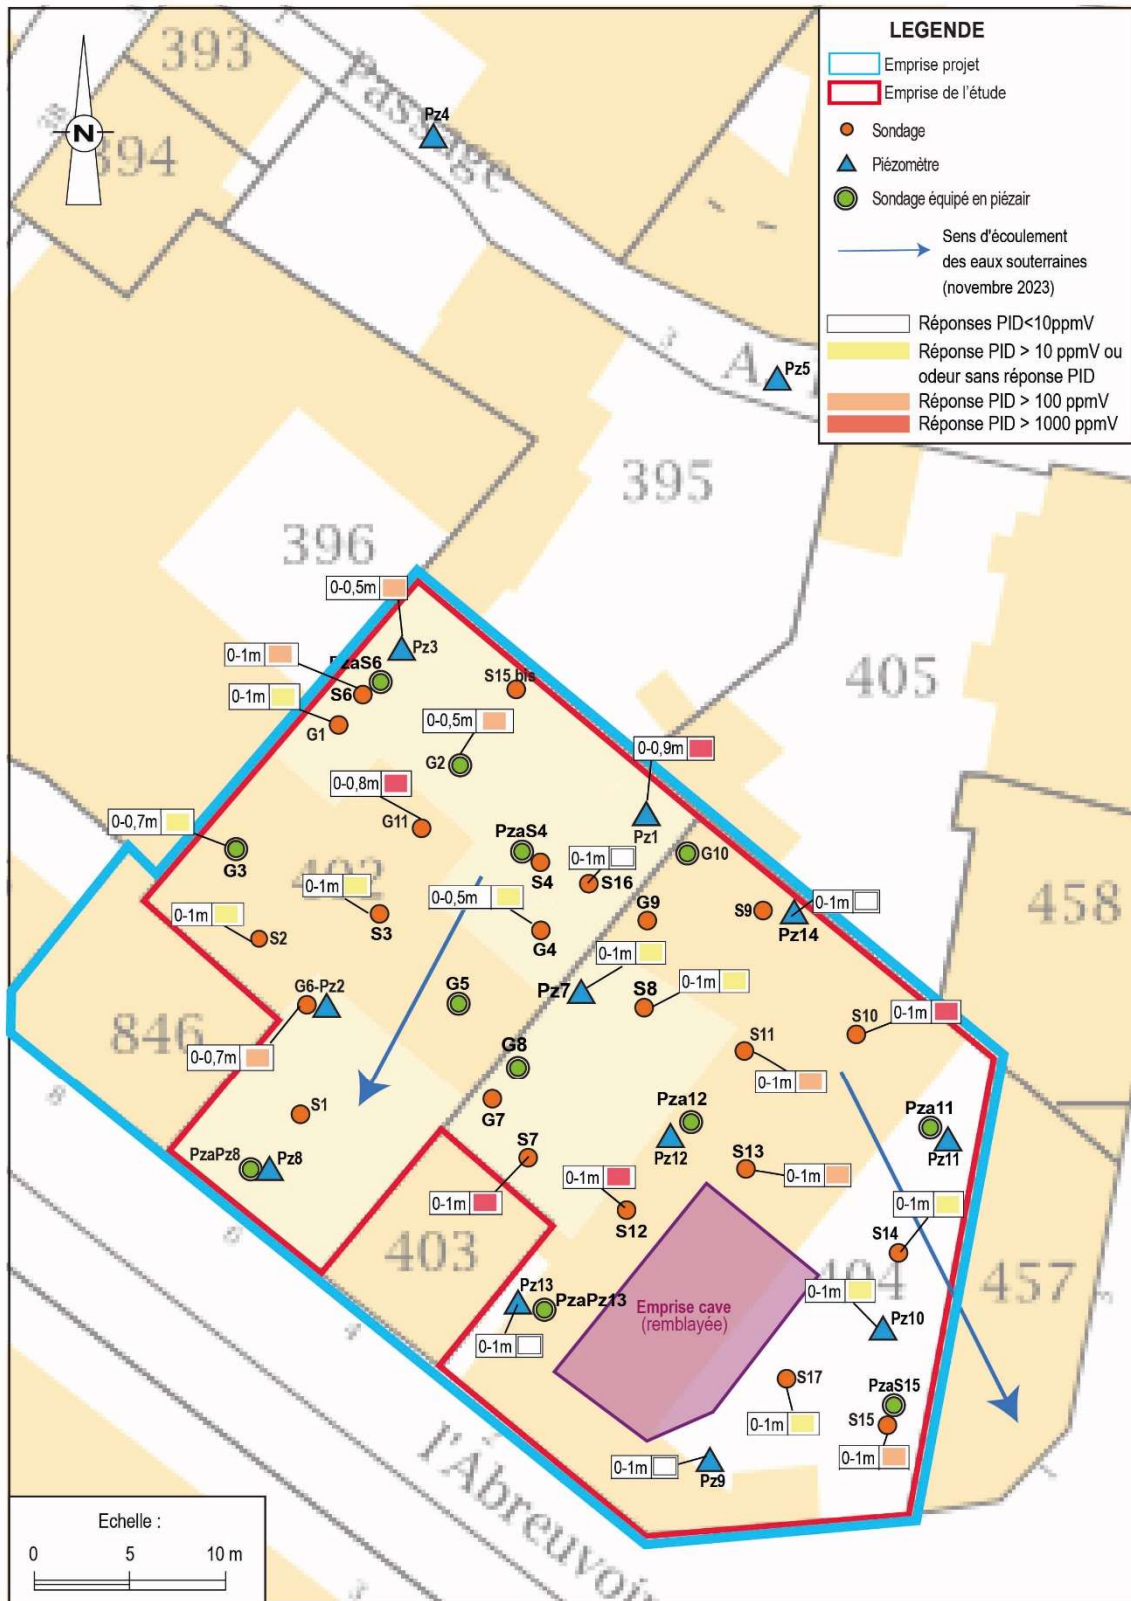 LEGENDE
Emprise projet
Emprise de l'étude
Sondage
Piézomètre
Sondage équipé en piézair
Sens d'écoulement
des eaux souterraines
(novembre 2023)
Réponses PID<10ppmV
Réponse PID > 10 ppmV ou
odeur sans réponse PID
Réponse PID > 100 ppmV
Réponse PID > 1000 ppmV
393
Passage
Pz4
N
394
3
A.
Pz5
395
396
405
0-0,5m
Pz3
0-1m
PzaS6
S6
S15 bis
0-1m
G1
0-0,5m
G2
0-0,9m
0-0,8m
G11
Pz1
0-0,7m
G3
PzaS4
S4
G10
402
0-1m
S16
458
0-1m
S3
0-0,5m
G4
G9
S9
0-1m
Pz14
0-1m
S2
0-1m
G6-Pz2
G5
Pz7
S8
0-1m
S10
0-1m
846
0-0,7m
G8
S11
0-1m
8
S1
G7
Pza12
Pz12
Pza11
Pz11
PzaPz8
Pz8
S7
0-1m
0-1m
S12
S13
0-1m
0-1m
S14
6
403
404
457
0-1m
Pz10
Pz13
PzaPz13
0-1m
Emprise cave
(remblayée)
4
S17
0-1m
PzaS15
S15
0-1m
0-1m
Pz9
l'Abreuvoir
3
Echelle :
0 5 10 m